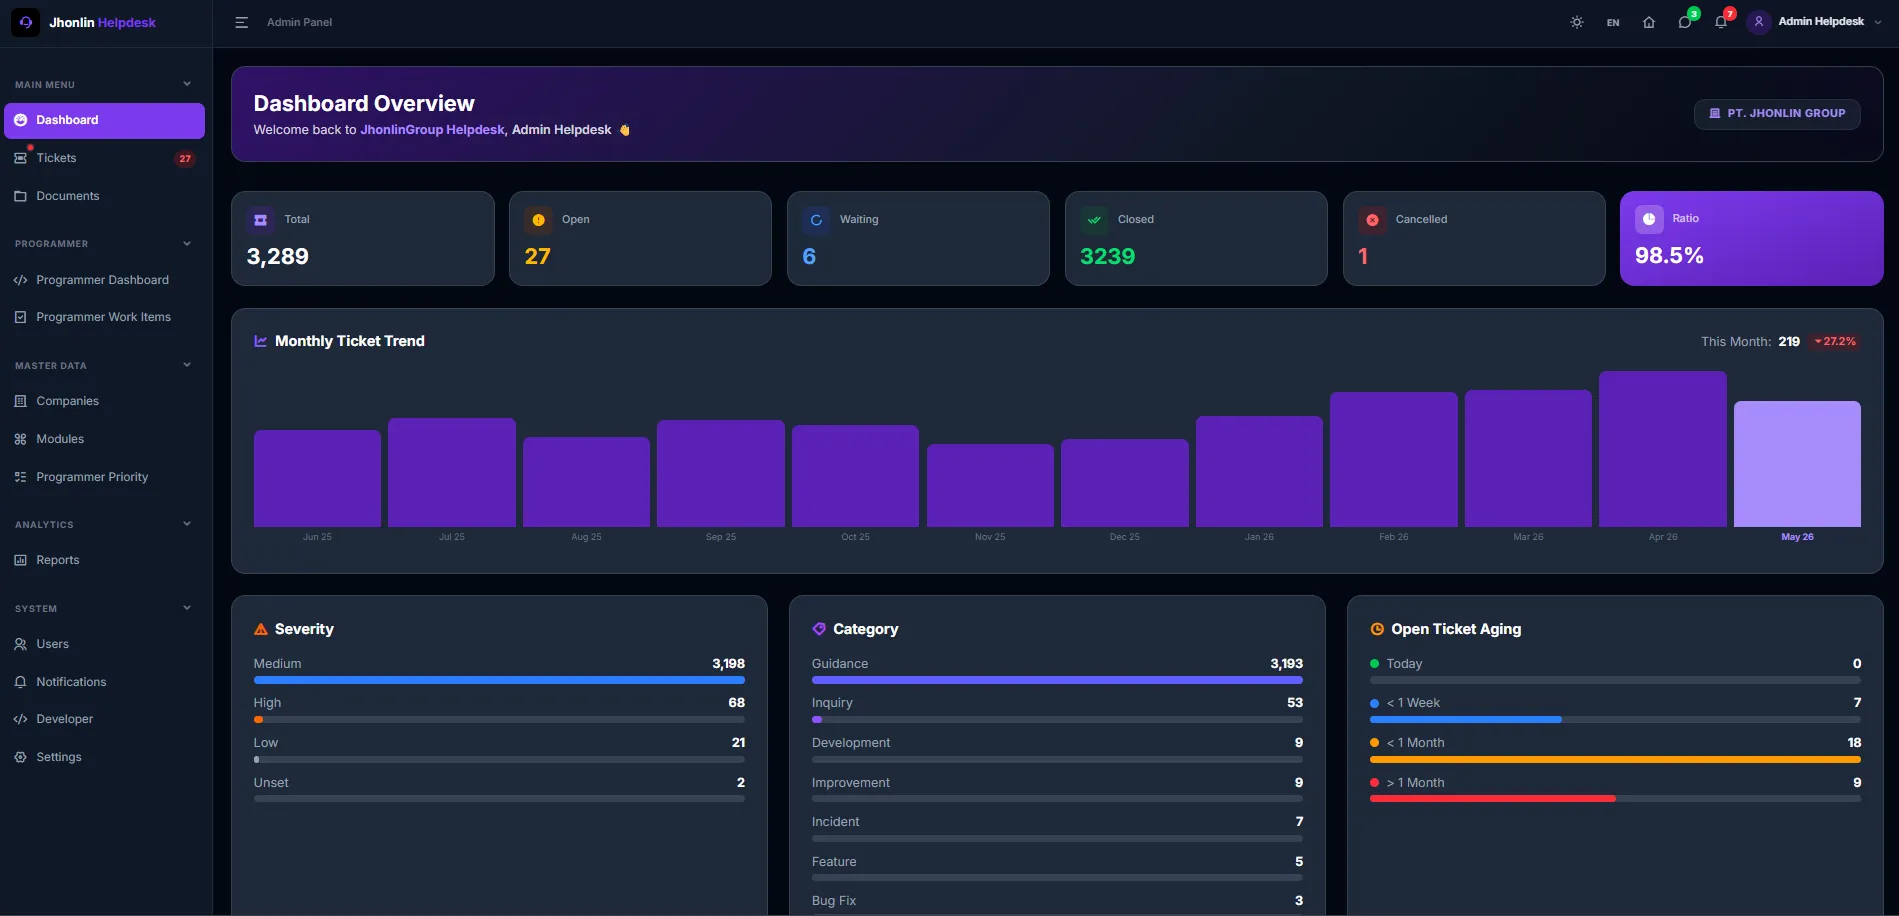 Jhonlin Helpdesk
Admin Panel
EN
3
7
Admin Helpdesk
MAIN MENU
Dashboard
Tickets
27
Documents
PROGRAMMER
Programmer Dashboard
Programmer Work Items
MASTER DATA
Companies
Modules
Programmer Priority
ANALYTICS
Reports
SYSTEM
Users
Notifications
Developer
Settings
Dashboard Overview
Welcome back to JhonlinGroup Helpdesk, Admin Helpdesk 👋
PT. JHONLIN GROUP
Total
3,289
Open
27
Waiting
6
Closed
3239
Cancelled
1
Ratio
98.5%
Monthly Ticket Trend
This Month: 219 27.2%
Jun 25 Jul 25 Aug 25 Sep 25 Oct 25 Nov 25 Dec 25 Jan 26 Feb 26 Mar 26 Apr 26 May 26
Severity
Medium 3,198
High 68
Low 21
Unset 2
Category
Guidance 3,193
Inquiry 53
Development 9
Improvement 9
Incident 7
Feature 5
Bug Fix 3
Open Ticket Aging
Today 0
< 1 Week 7
< 1 Month 18
> 1 Month 9